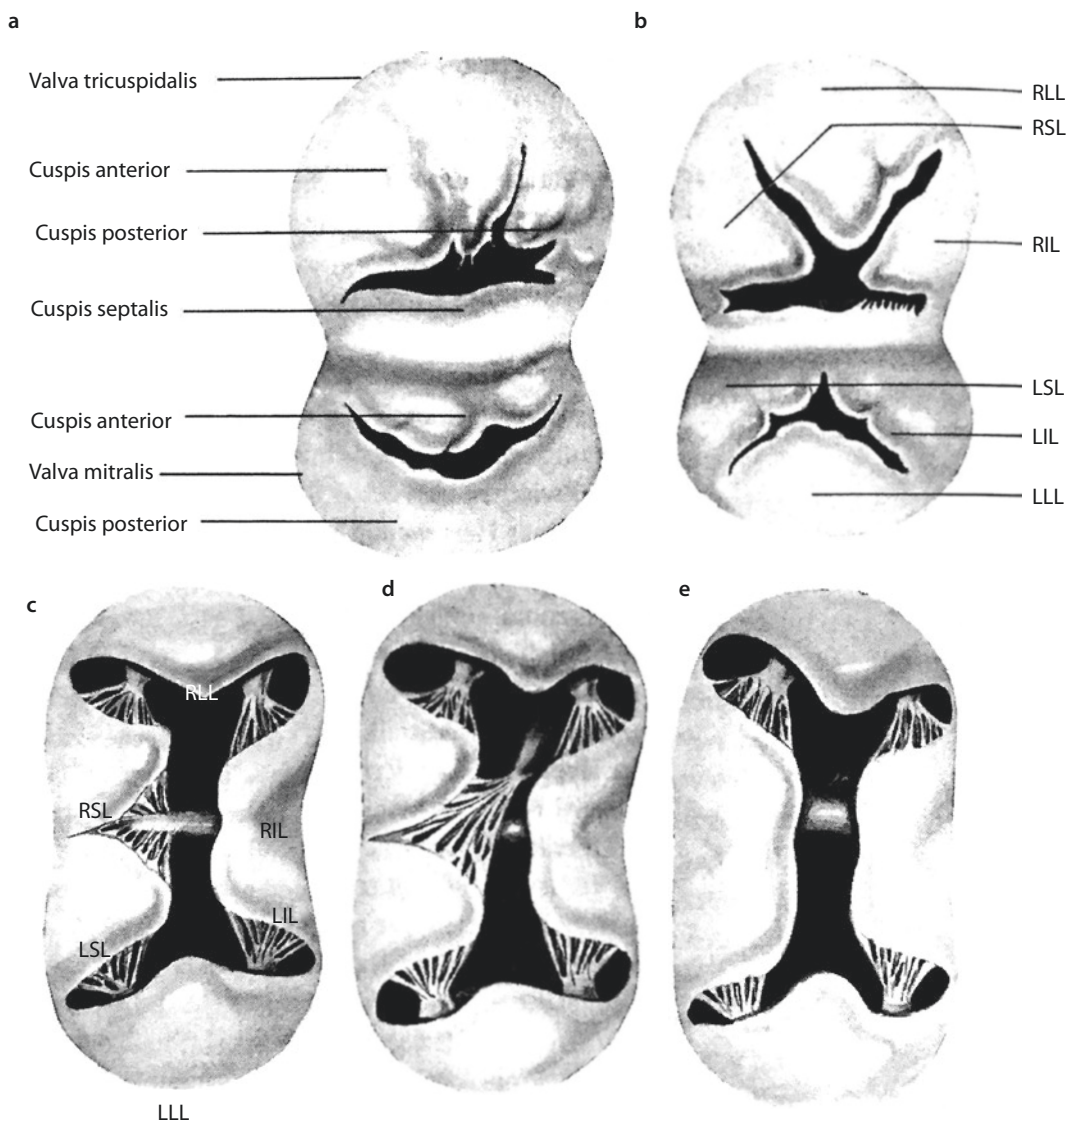 a
Valva tricuspidalis
Cuspis anterior
Cuspis posterior
Cuspis septalis
Cuspis anterior
Valva mitralis
Cuspis posterior
b
RLL
RSL
RIL
LSL
LIL
LLL
c
RLL
RSL
RIL
LIL
LSL
LLL
d
e